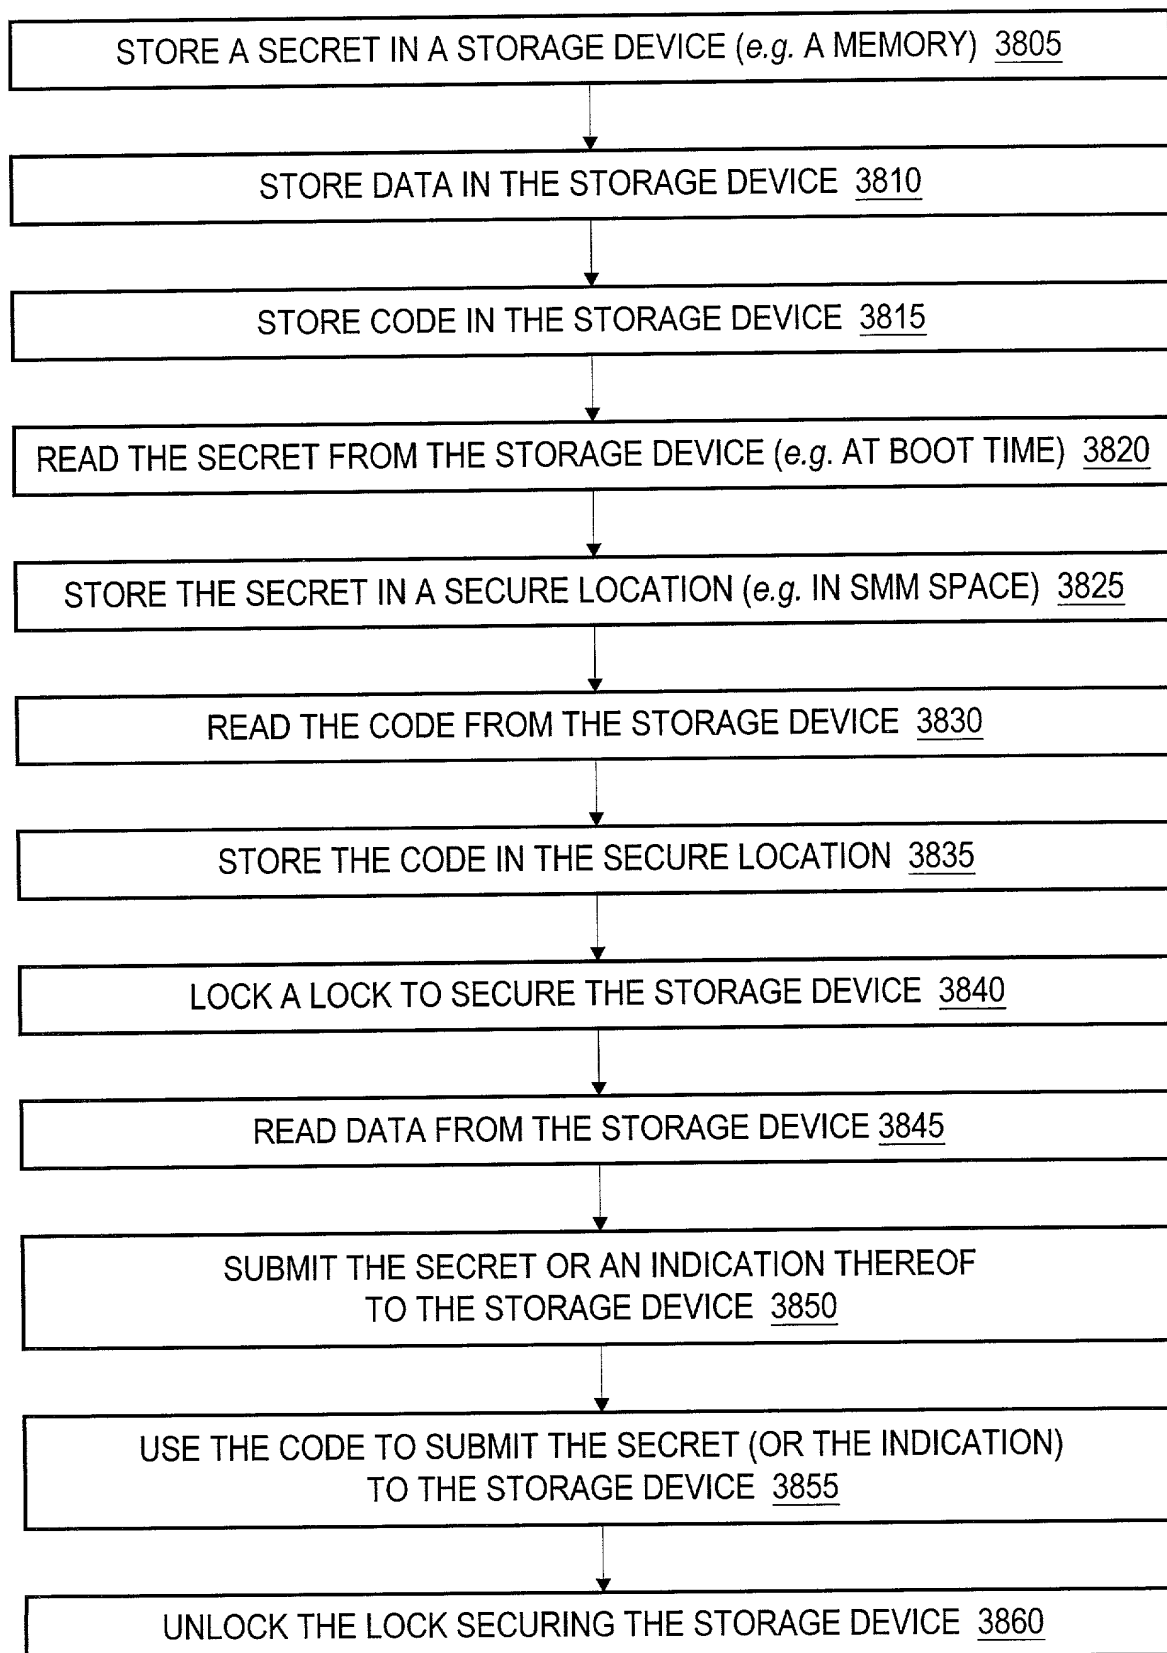 STORE A SECRET IN A STORAGE DEVICE (e.g. A MEMORY) 3805
STORE DATA IN THE STORAGE DEVICE 3810
STORE CODE IN THE STORAGE DEVICE 3815
READ THE SECRET FROM THE STORAGE DEVICE (e.g. AT BOOT TIME) 3820
STORE THE SECRET IN A SECURE LOCATION (e.g. IN SMM SPACE) 3825
READ THE CODE FROM THE STORAGE DEVICE 3830
STORE THE CODE IN THE SECURE LOCATION 3835
LOCK A LOCK TO SECURE THE STORAGE DEVICE 3840
READ DATA FROM THE STORAGE DEVICE 3845
SUBMIT THE SECRET OR AN INDICATION THEREOF
TO THE STORAGE DEVICE 3850
USE THE CODE TO SUBMIT THE SECRET (OR THE INDICATION)
TO THE STORAGE DEVICE 3855
UNLOCK THE LOCK SECURING THE STORAGE DEVICE 3860